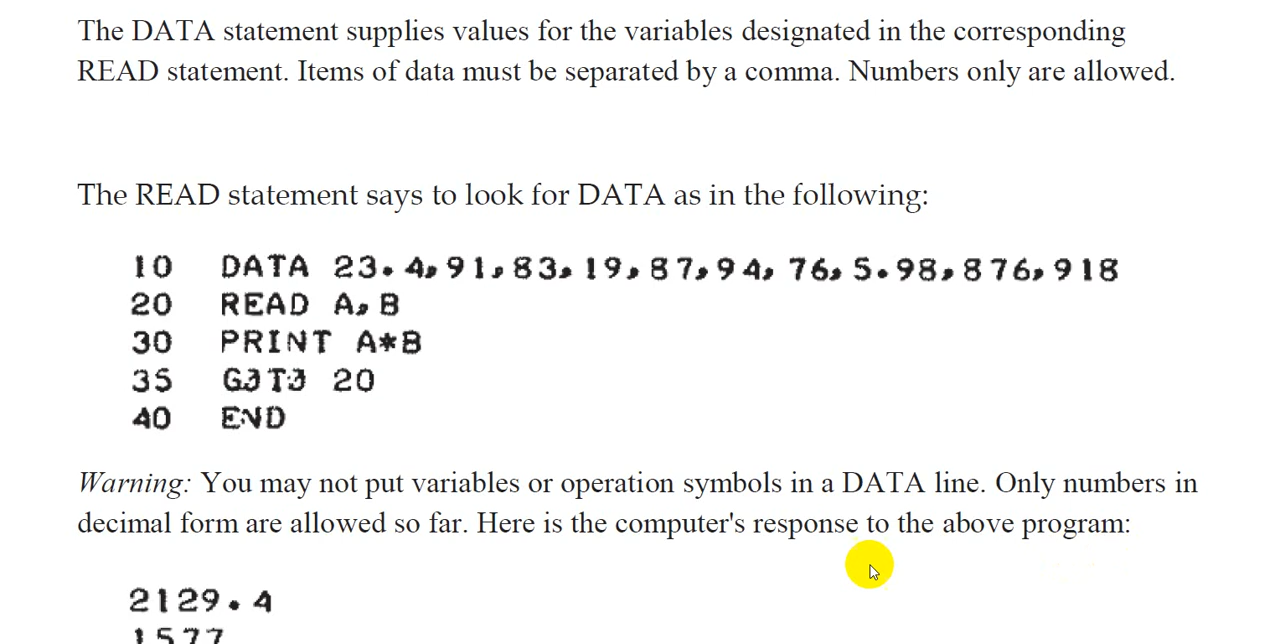 The DATA statement supplies values for the variables designated in the corresponding
READ statement. Items of data must be separated by a comma. Numbers only are allowed.
The READ statement says to look for DATA as in the following:
10 DATA 23.4,91,83,19,87,94,76,5.98,876,918
20 READ A,B
30 PRINT A*B
35 GOTO 20
40 END
Warning: You may not put variables or operation symbols in a DATA line. Only numbers in
decimal form are allowed so far. Here is the computer's response to the above program:
2129.4
1577